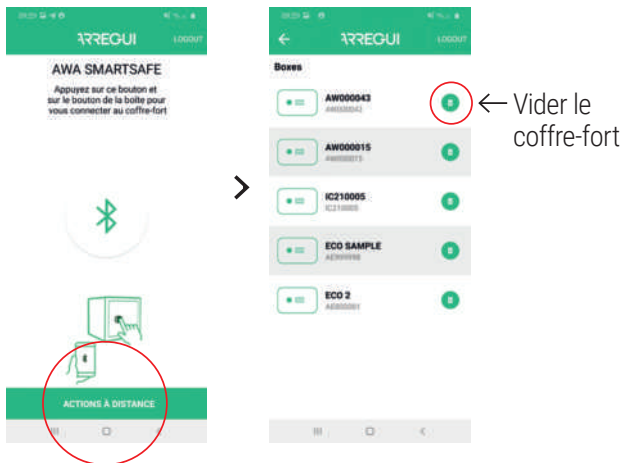 ARREGUI
LOGOUT
AWA SMARTSAFE
Appuyez sur ce bouton et
sur le bouton de la boîte pour
vous connecter au coffre-fort
ACTIONS À DISTANCE
>
ARREGUI
LOGOUT
Boxes
AW000043
AW000015
IC210005
IC210005
ECO SAMPLE
ECO 2
Vider le
coffre-fort